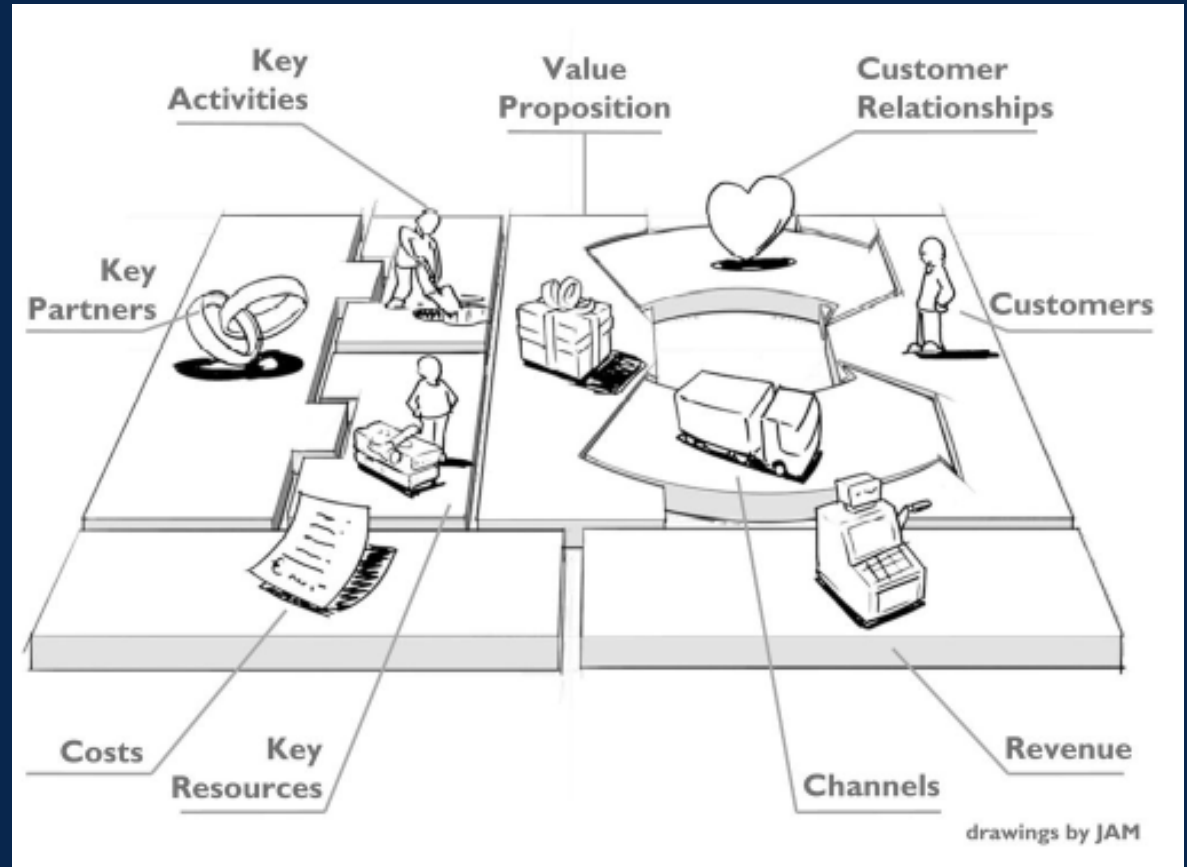 Key
Activities
Value
Proposition
Customer
Relationships
Key
Partners
Customers
Costs
Key
Resources
Channels
Revenue
drawings by JAM